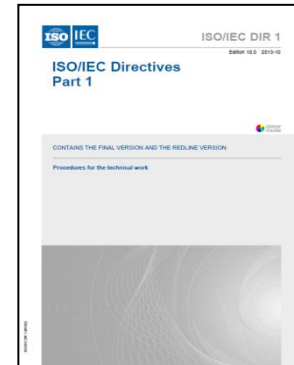 ISO IEC
ISO/IEC DIR 1
Edition 10.0 2013-10
ISO/IEC Directives
Part 1
CONTAINS THE FINAL VERSION AND THE REDLINE VERSION
Procedures for the technical work